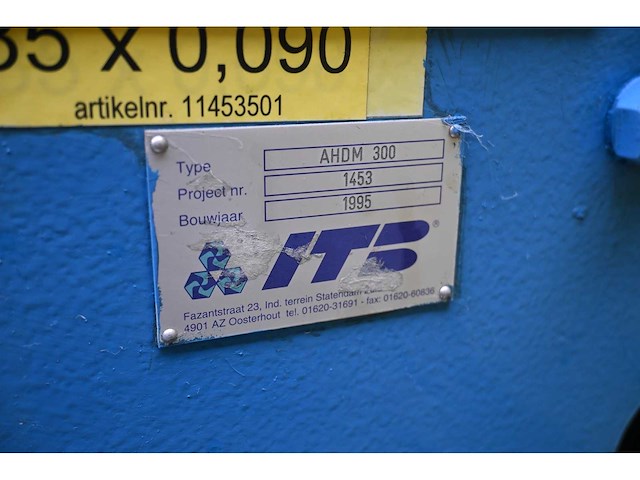 35 x 0,090
artikelnr. 11453501
Type AHDM 300
Project nr. 1453
Bouwjaar 1995
ITB®
Fazantstraat 23, Ind. terrein Statendam
4901 AZ Oosterhout tel. 01620-31691 - fax: 01620-60836